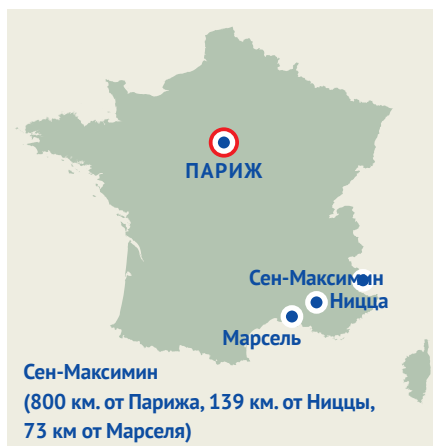 ПАРИЖ
Сен-Максимин
Ницца
Марсель
Сен-Максимин
(800 км. от Парижа, 139 км. от Ниццы,
73 км от Марселя)